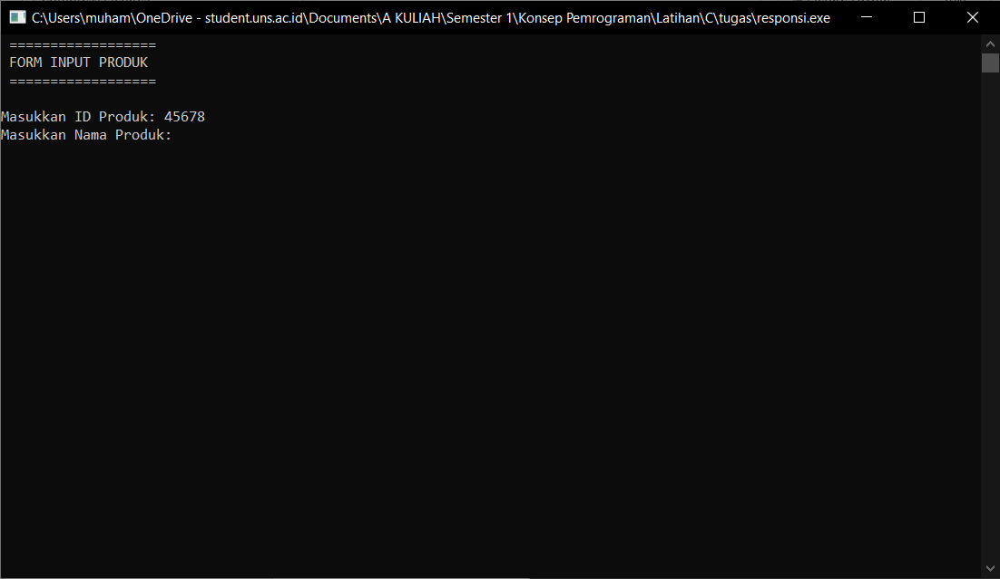 C:\Users\muham\OneDrive - student.uns.ac.id\Documents\A KULIAH\Semester 1\Konsep Pemrograman\Latihan\C\tugas\responsi.exe
==================
FORM INPUT PRODUK
==================
Masukkan ID Produk: 45678
Masukkan Nama Produk: